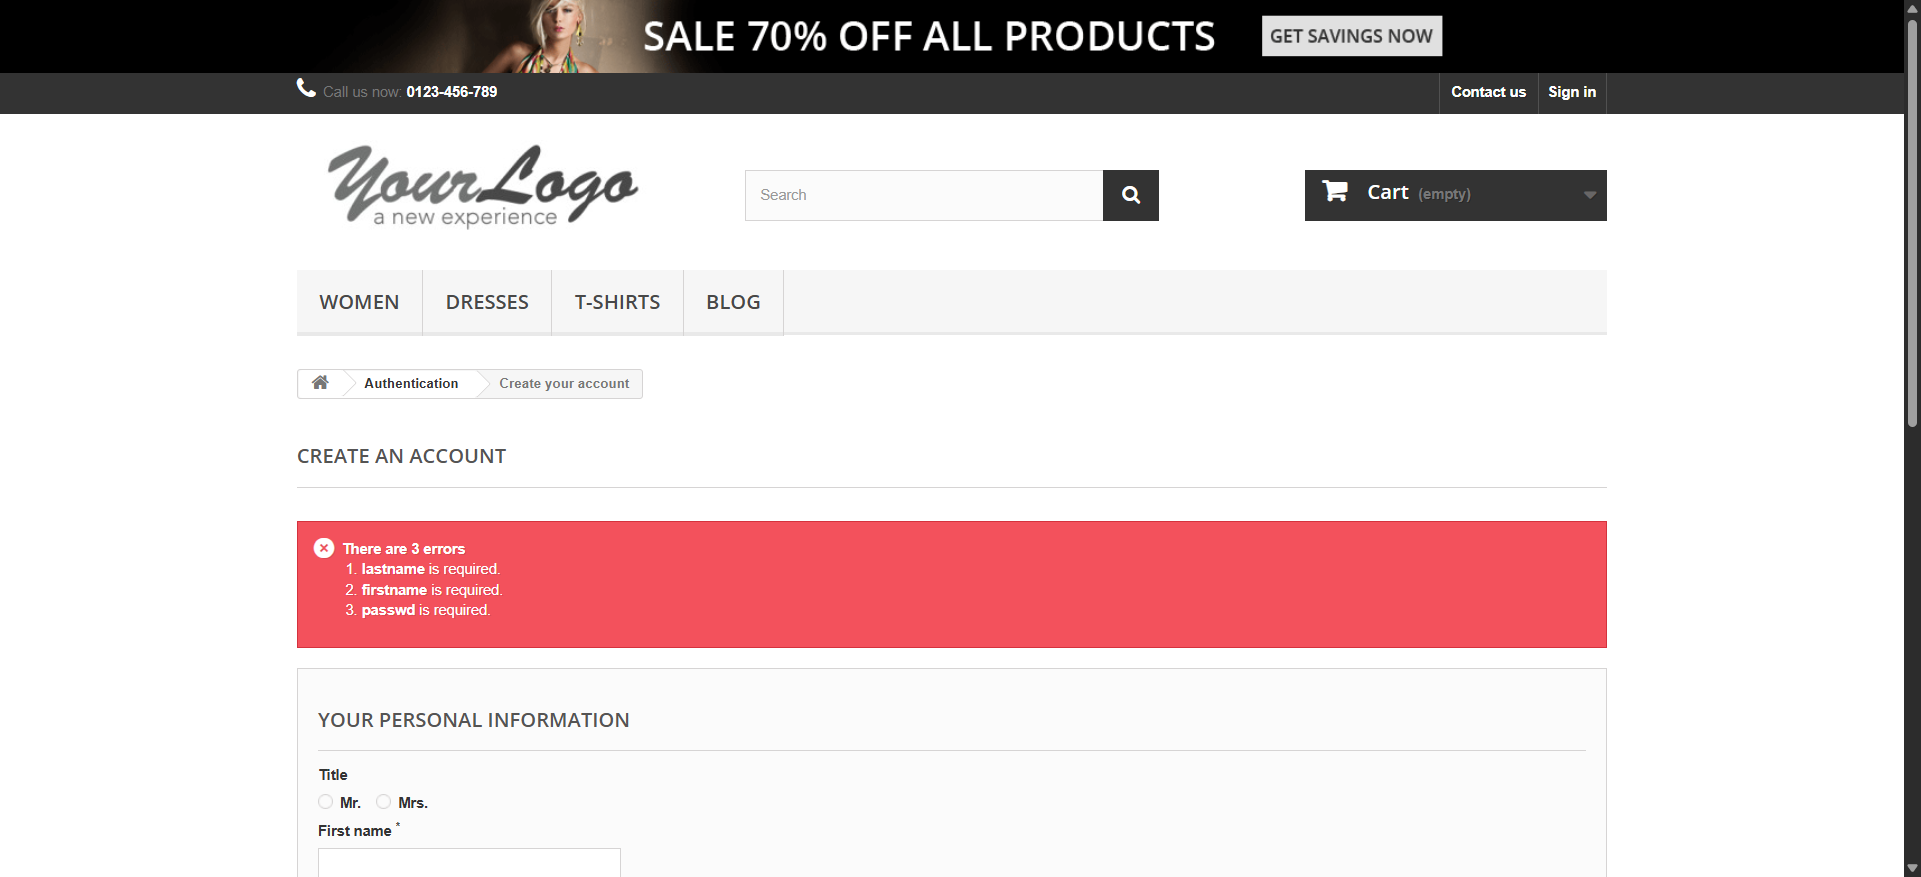 SALE 70% OFF ALL PRODUCTS
GET SAVINGS NOW
Call us now: 0123-456-789
Contact us
Sign in
YourLogo
a new experience
Search
Cart (empty)
WOMEN
DRESSES
T-SHIRTS
BLOG
Authentication
Create your account
CREATE AN ACCOUNT
There are 3 errors
1. lastname is required.
2. firstname is required.
3. passwd is required.
YOUR PERSONAL INFORMATION
Title
Mr. Mrs.
First name *